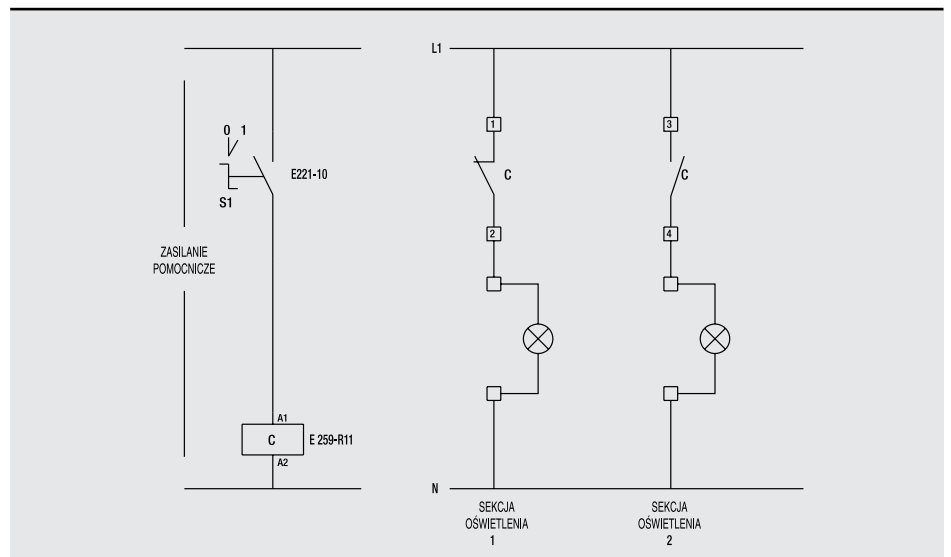 L1
1
3
0 1
E221-10
C
C
S1
2
4
ZASILANIE
POMOCNICZE
A1
C
E 259-R11
A2
N
SEKCJA
OŚWIETLENIA
1
SEKCJA
OŚWIETLENIA
2